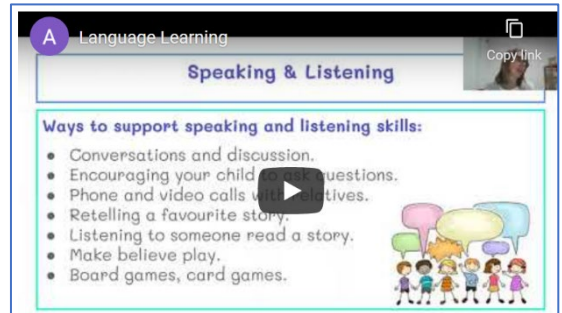 A Language Learning
Copy link
Speaking & Listening
Ways to support speaking and listening skills:
• Conversations and discussion.
• Encouraging your child to ask questions.
• Phone and video calls with relatives.
• Retelling a favourite story.
• Listening to someone read a story.
• Make believe play.
• Board games, card games.